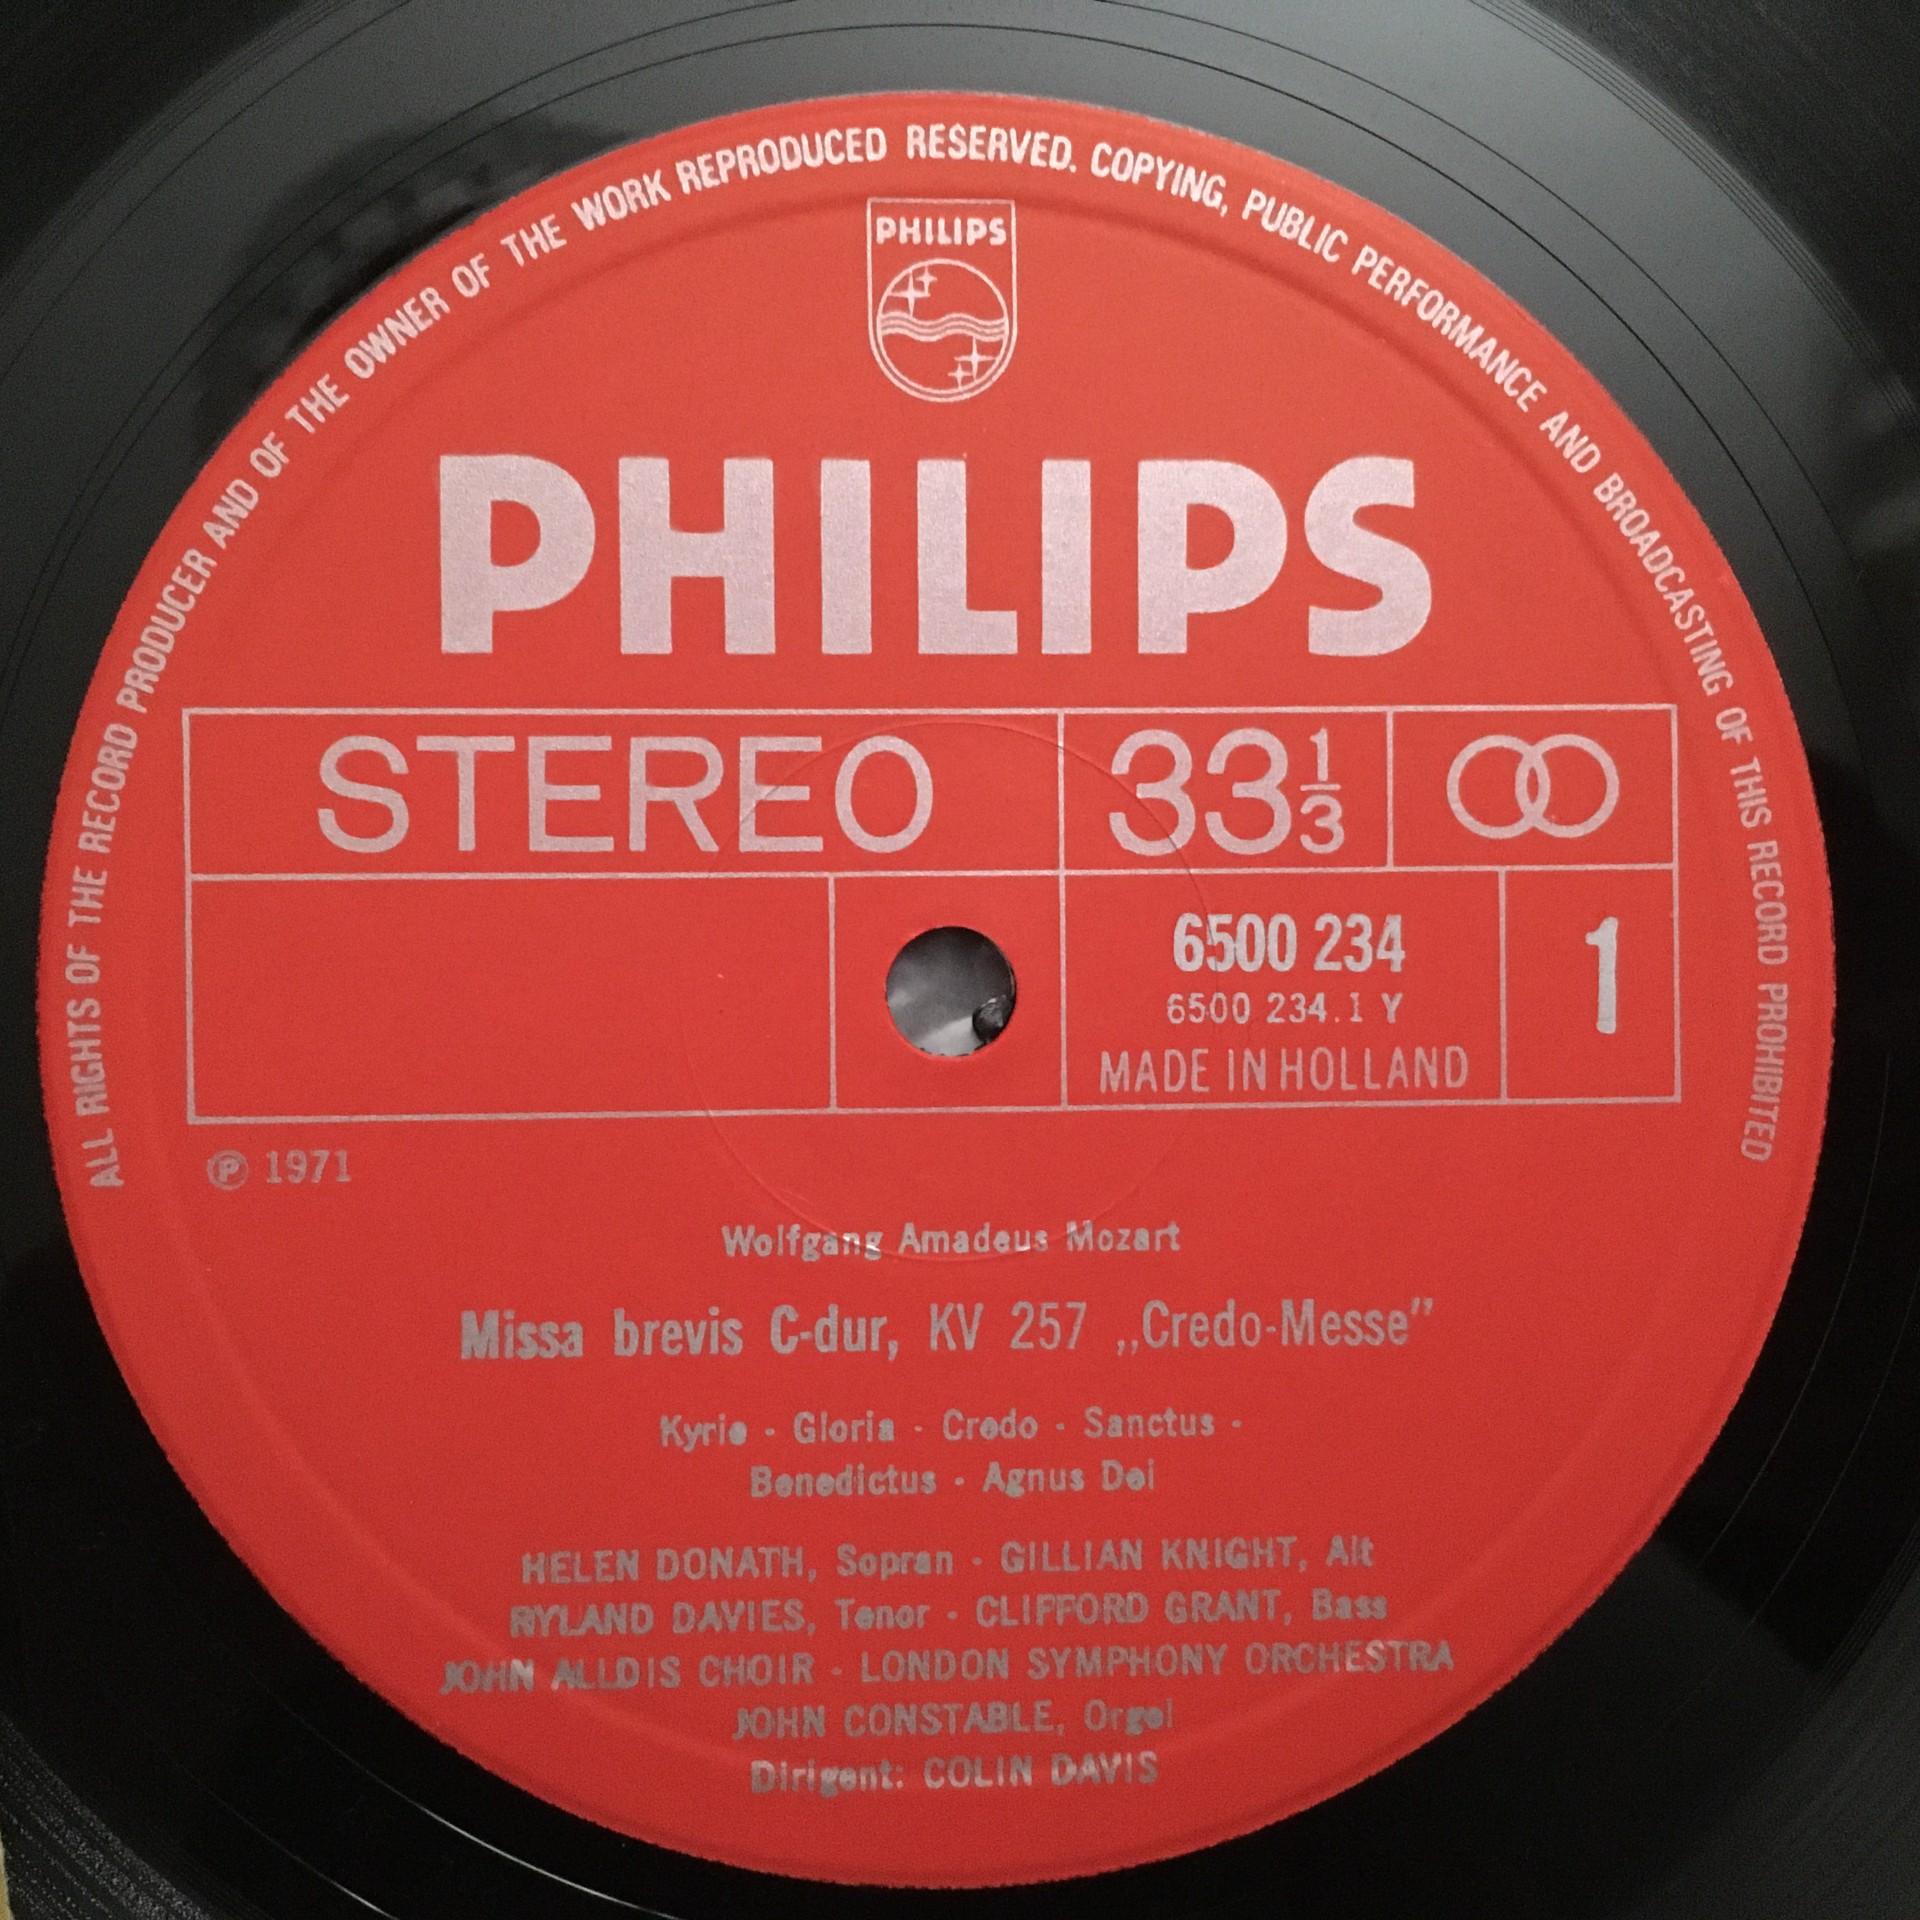 ALL RIGHTS OF THE RECORD PRODUCER AND OF THE OWNER OF THE WORK REPRODUCED RESERVED. COPYING, PUBLIC PERFORMANCE AND BROADCASTING OF THIS RECORD PROHIBITED
PHILIPS
PHILIPS
STEREO 33 1/3
6500 234 1
6500 234.1 Y
MADE IN HOLLAND
℗ 1971
Wolfgang Amadeus Mozart
Missa brevis C-dur, KV 257 „Credo-Messe”
Kyrie - Gloria - Credo - Sanctus -
Benedictus - Agnus Dei
HELEN DONATH, Sopran - GILLIAN KNIGHT, Alt
RYLAND DAVIES, Tenor - CLIFFORD GRANT, Bass
JOHN ALLDIS CHOIR - LONDON SYMPHONY ORCHESTRA
JOHN CONSTABLE, Orgel
Dirigent: COLIN DAVIS